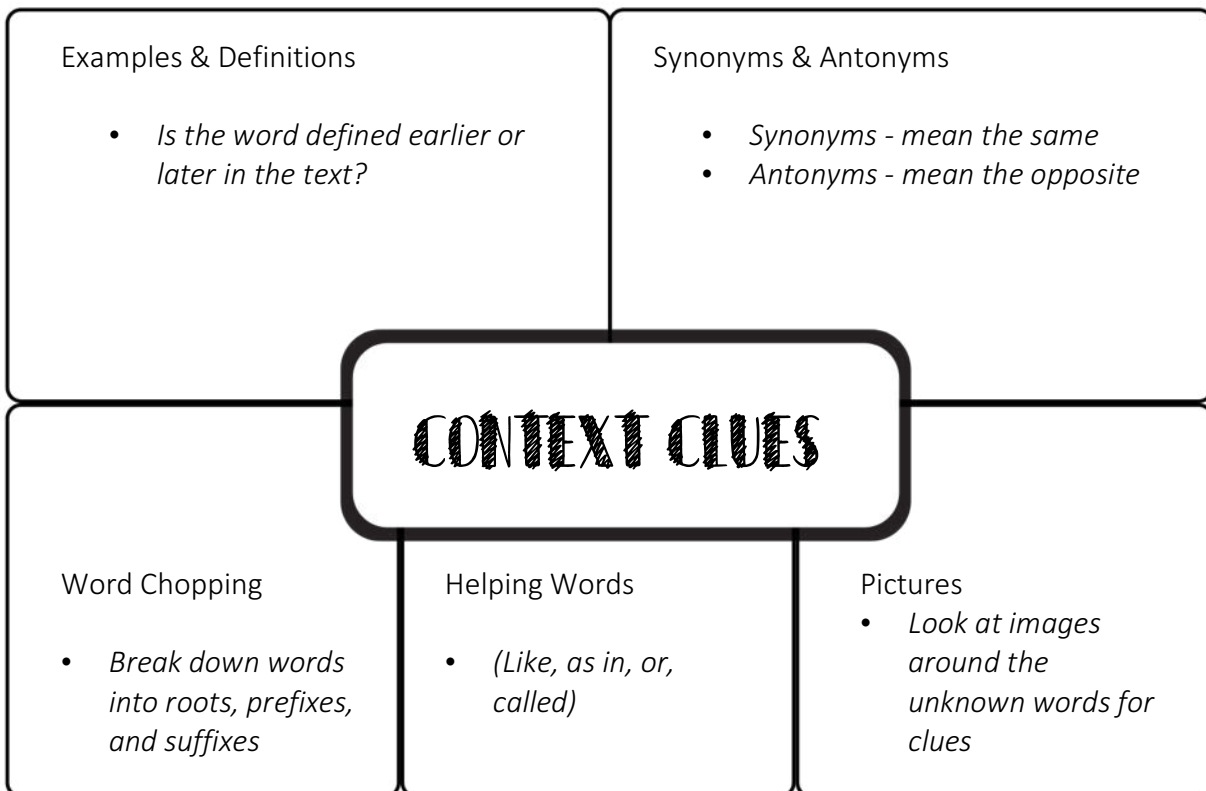 Examples & Definitions
• Is the word defined earlier or
later in the text?
Synonyms & Antonyms
• Synonyms - mean the same
• Antonyms - mean the opposite
CONTEXT CLUES
Word Chopping
• Break down words
into roots, prefixes,
and suffixes
Helping Words
• (Like, as in, or,
called)
Pictures
• Look at images
around the
unknown words for
clues